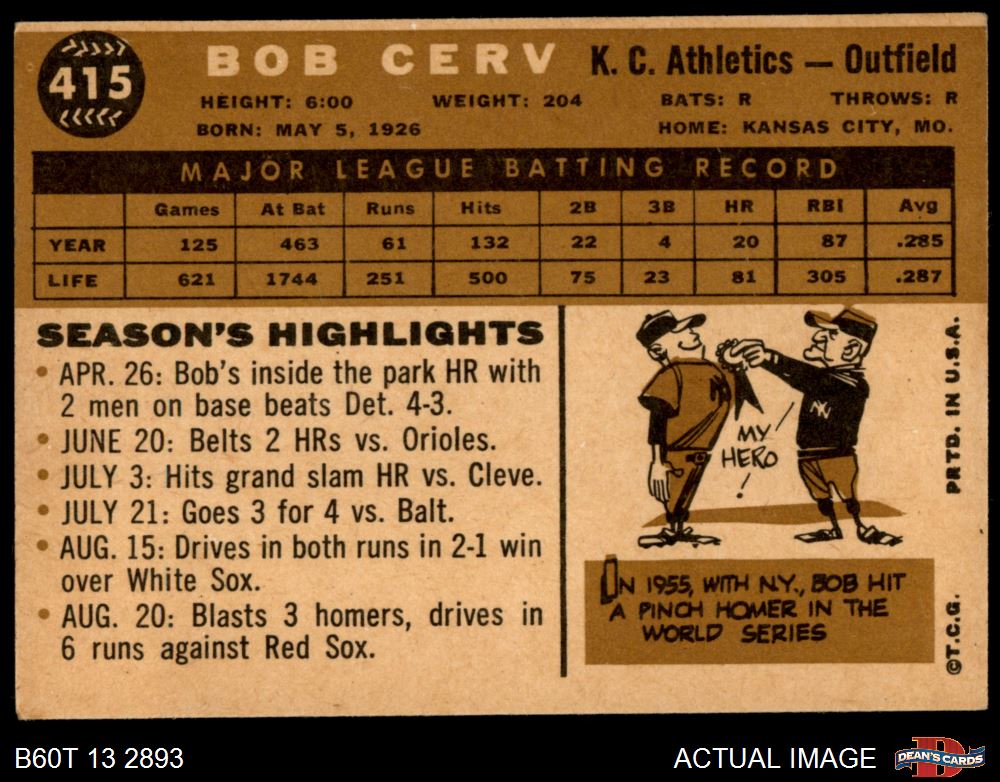 415
BOB CERV
K. C. Athletics — Outfield
HEIGHT: 6:00 WEIGHT: 204 BATS: R THROWS: R
BORN: MAY 5, 1926 HOME: KANSAS CITY, MO.
MAJOR LEAGUE BATTING RECORD
Games At Bat Runs Hits 2B 3B HR RBI Avg
YEAR 125 463 61 132 22 4 20 87 .285
LIFE 621 1744 251 500 75 23 81 305 .287
SEASON'S HIGHLIGHTS
• APR. 26: Bob's inside the park HR with
2 men on base beats Det. 4-3.
• JUNE 20: Belts 2 HRs vs. Orioles.
• JULY 3: Hits grand slam HR vs. Cleve.
• JULY 21: Goes 3 for 4 vs. Balt.
• AUG. 15: Drives in both runs in 2-1 win
over White Sox.
• AUG. 20: Blasts 3 homers, drives in
6 runs against Red Sox.
NY
NY
MY
HERO
!
IN 1955, WITH N.Y., BOB HIT
A PINCH HOMER IN THE
WORLD SERIES
©T.C.G. PRTD. IN U.S.A.
B60T 13 2893
ACTUAL IMAGE
D
DEAN'S CARDS